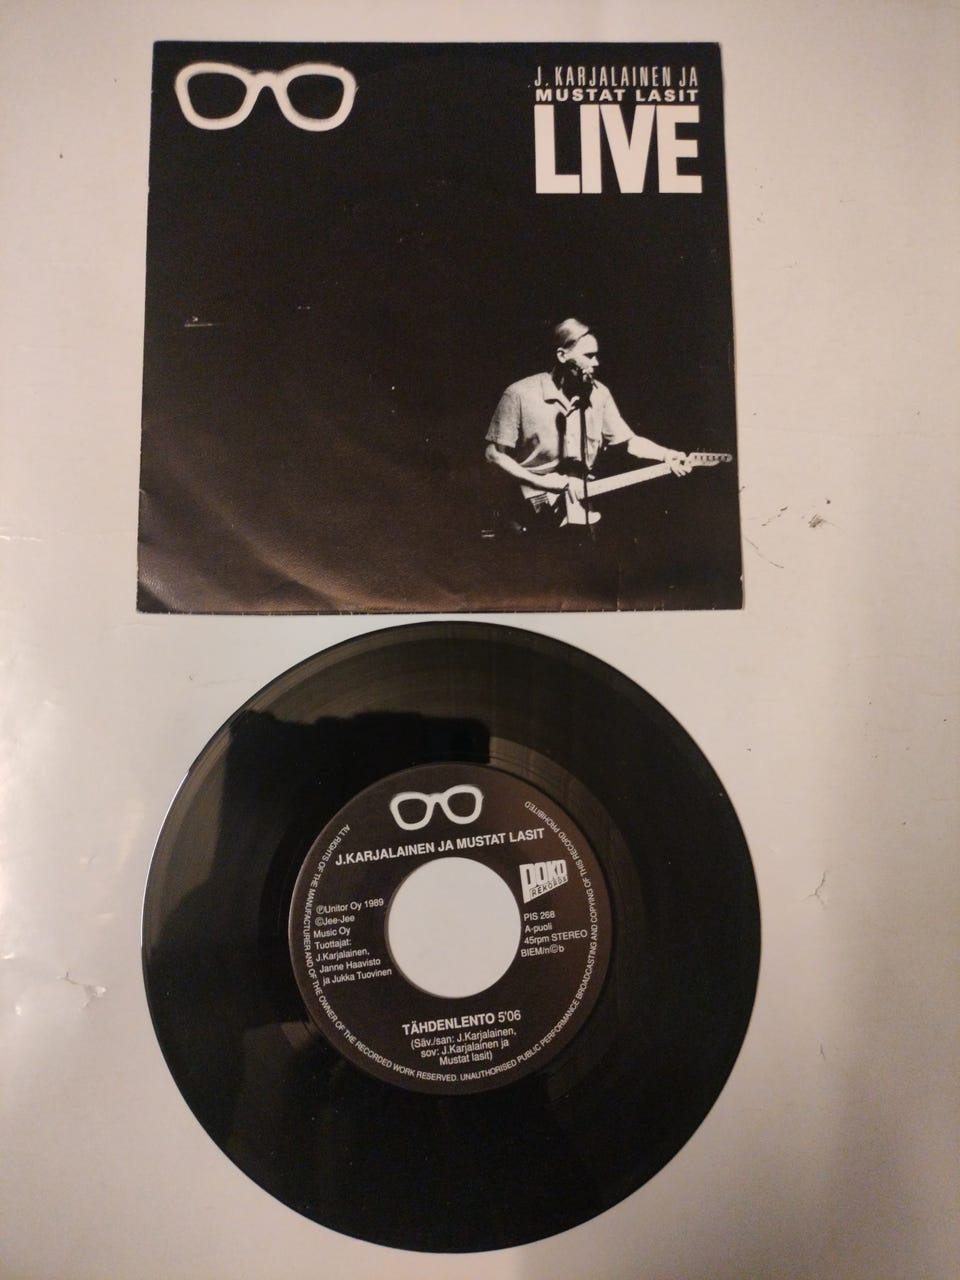 J. KARJALAINEN JA
MUSTAT LASIT
LIVE
J.KARJALAINEN JA MUSTAT LASIT
DOKO
RECORDS
℗Unitor Oy 1989
©Jee-Jee
Music Oy
Tuottajat:
J.Karjalainen,
Janne Haavisto
ja Jukka Tuovinen
PIS 268
A-puoli
45rpm STEREO
BIEM/n©b
TÄHDENLENTO 5'06
(Säv./san: J.Karjalainen,
sov: J.Karjalainen ja
Mustat lasit)
ALL RIGHTS OF THE MANUFACTURER AND OF THE OWNER OF THE RECORDED WORK RESERVED. UNAUTHORISED PUBLIC PERFORMANCE BROADCASTING AND COPYING OF THIS RECORD PROHIBITED